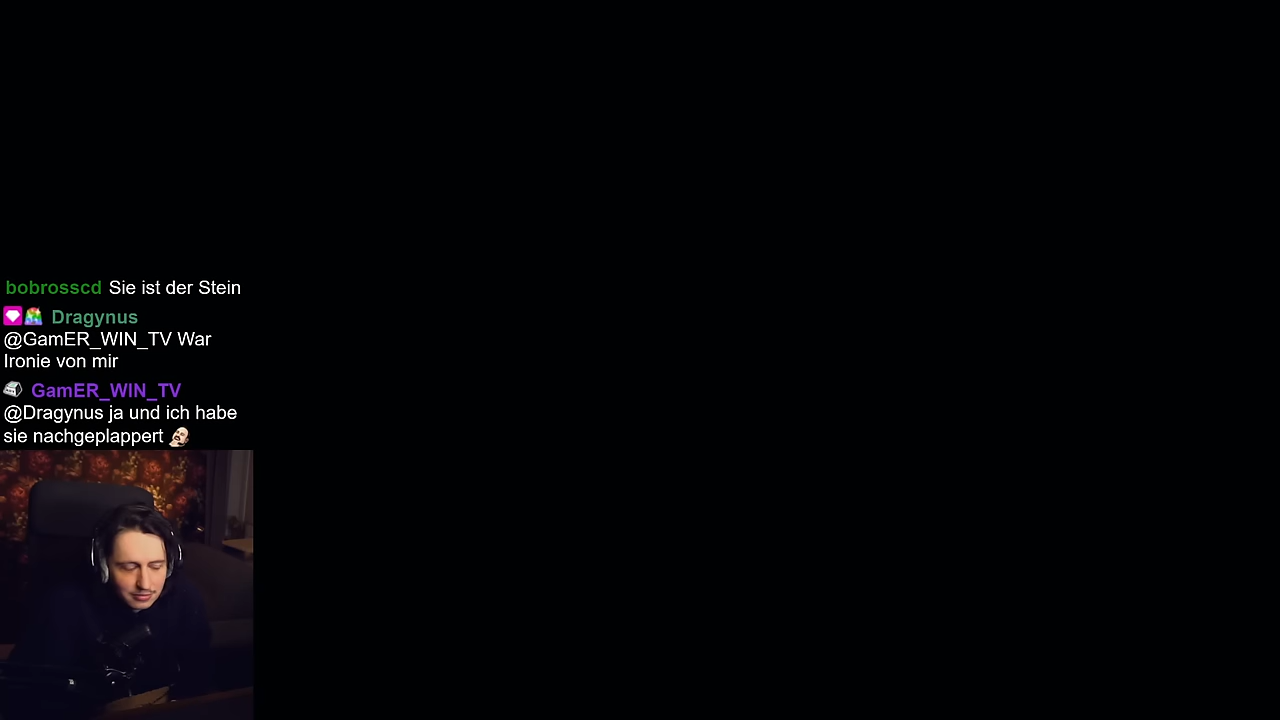 bobrosscd Sie ist der Stein
Dragynus
@GamER_WIN_TV War
Ironie von mir
GamER_WIN_TV
@Dragynus ja und ich habe
sie nachgeplappert